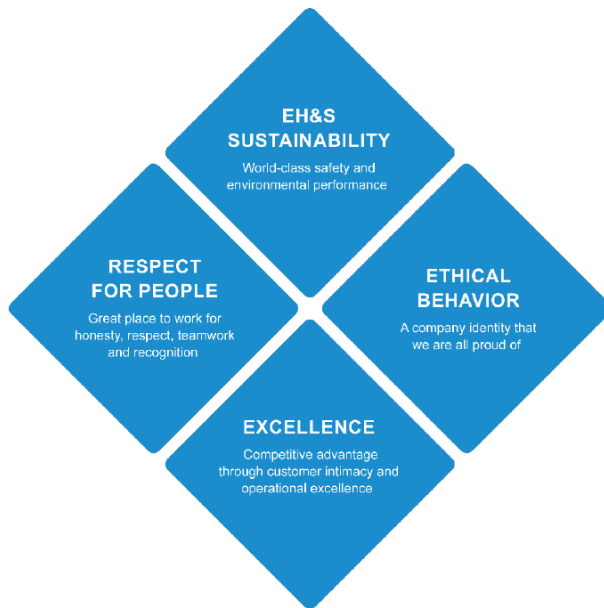 EH&S
SUSTAINABILITY
World-class safety and
environmental performance
RESPECT
FOR PEOPLE
Great place to work for
honesty, respect, teamwork
and recognition
ETHICAL
BEHAVIOR
A company identity that
we are all proud of
EXCELLENCE
Competitive advantage
through customer intimacy and
operational excellence